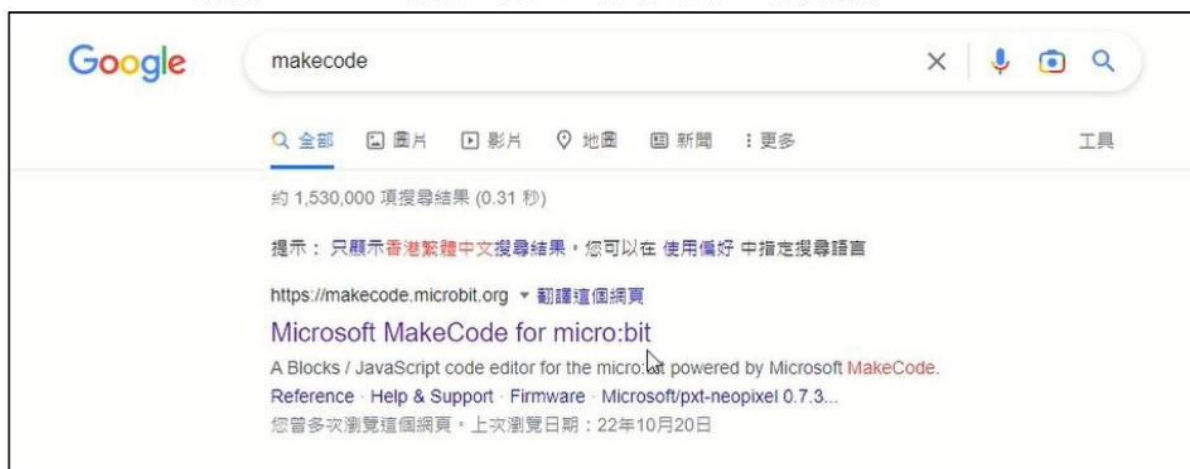 Google
makecode
全部 圖片 影片 地圖 新聞 更多 工具
約 1,530,000 項搜尋結果 (0.31 秒)
提示： 只顯示香港繁體中文搜尋結果。您可以在 使用偏好 中指定搜尋語言
https://makecode.microbit.org 翻譯這個網頁
Microsoft MakeCode for micro:bit
A Blocks / JavaScript code editor for the micro:bit powered by Microsoft MakeCode.
Reference · Help & Support · Firmware · Microsoft/pxt-neopixel 0.7.3...
您曾多次瀏覽這個網頁。上次瀏覽日期：22年10月20日